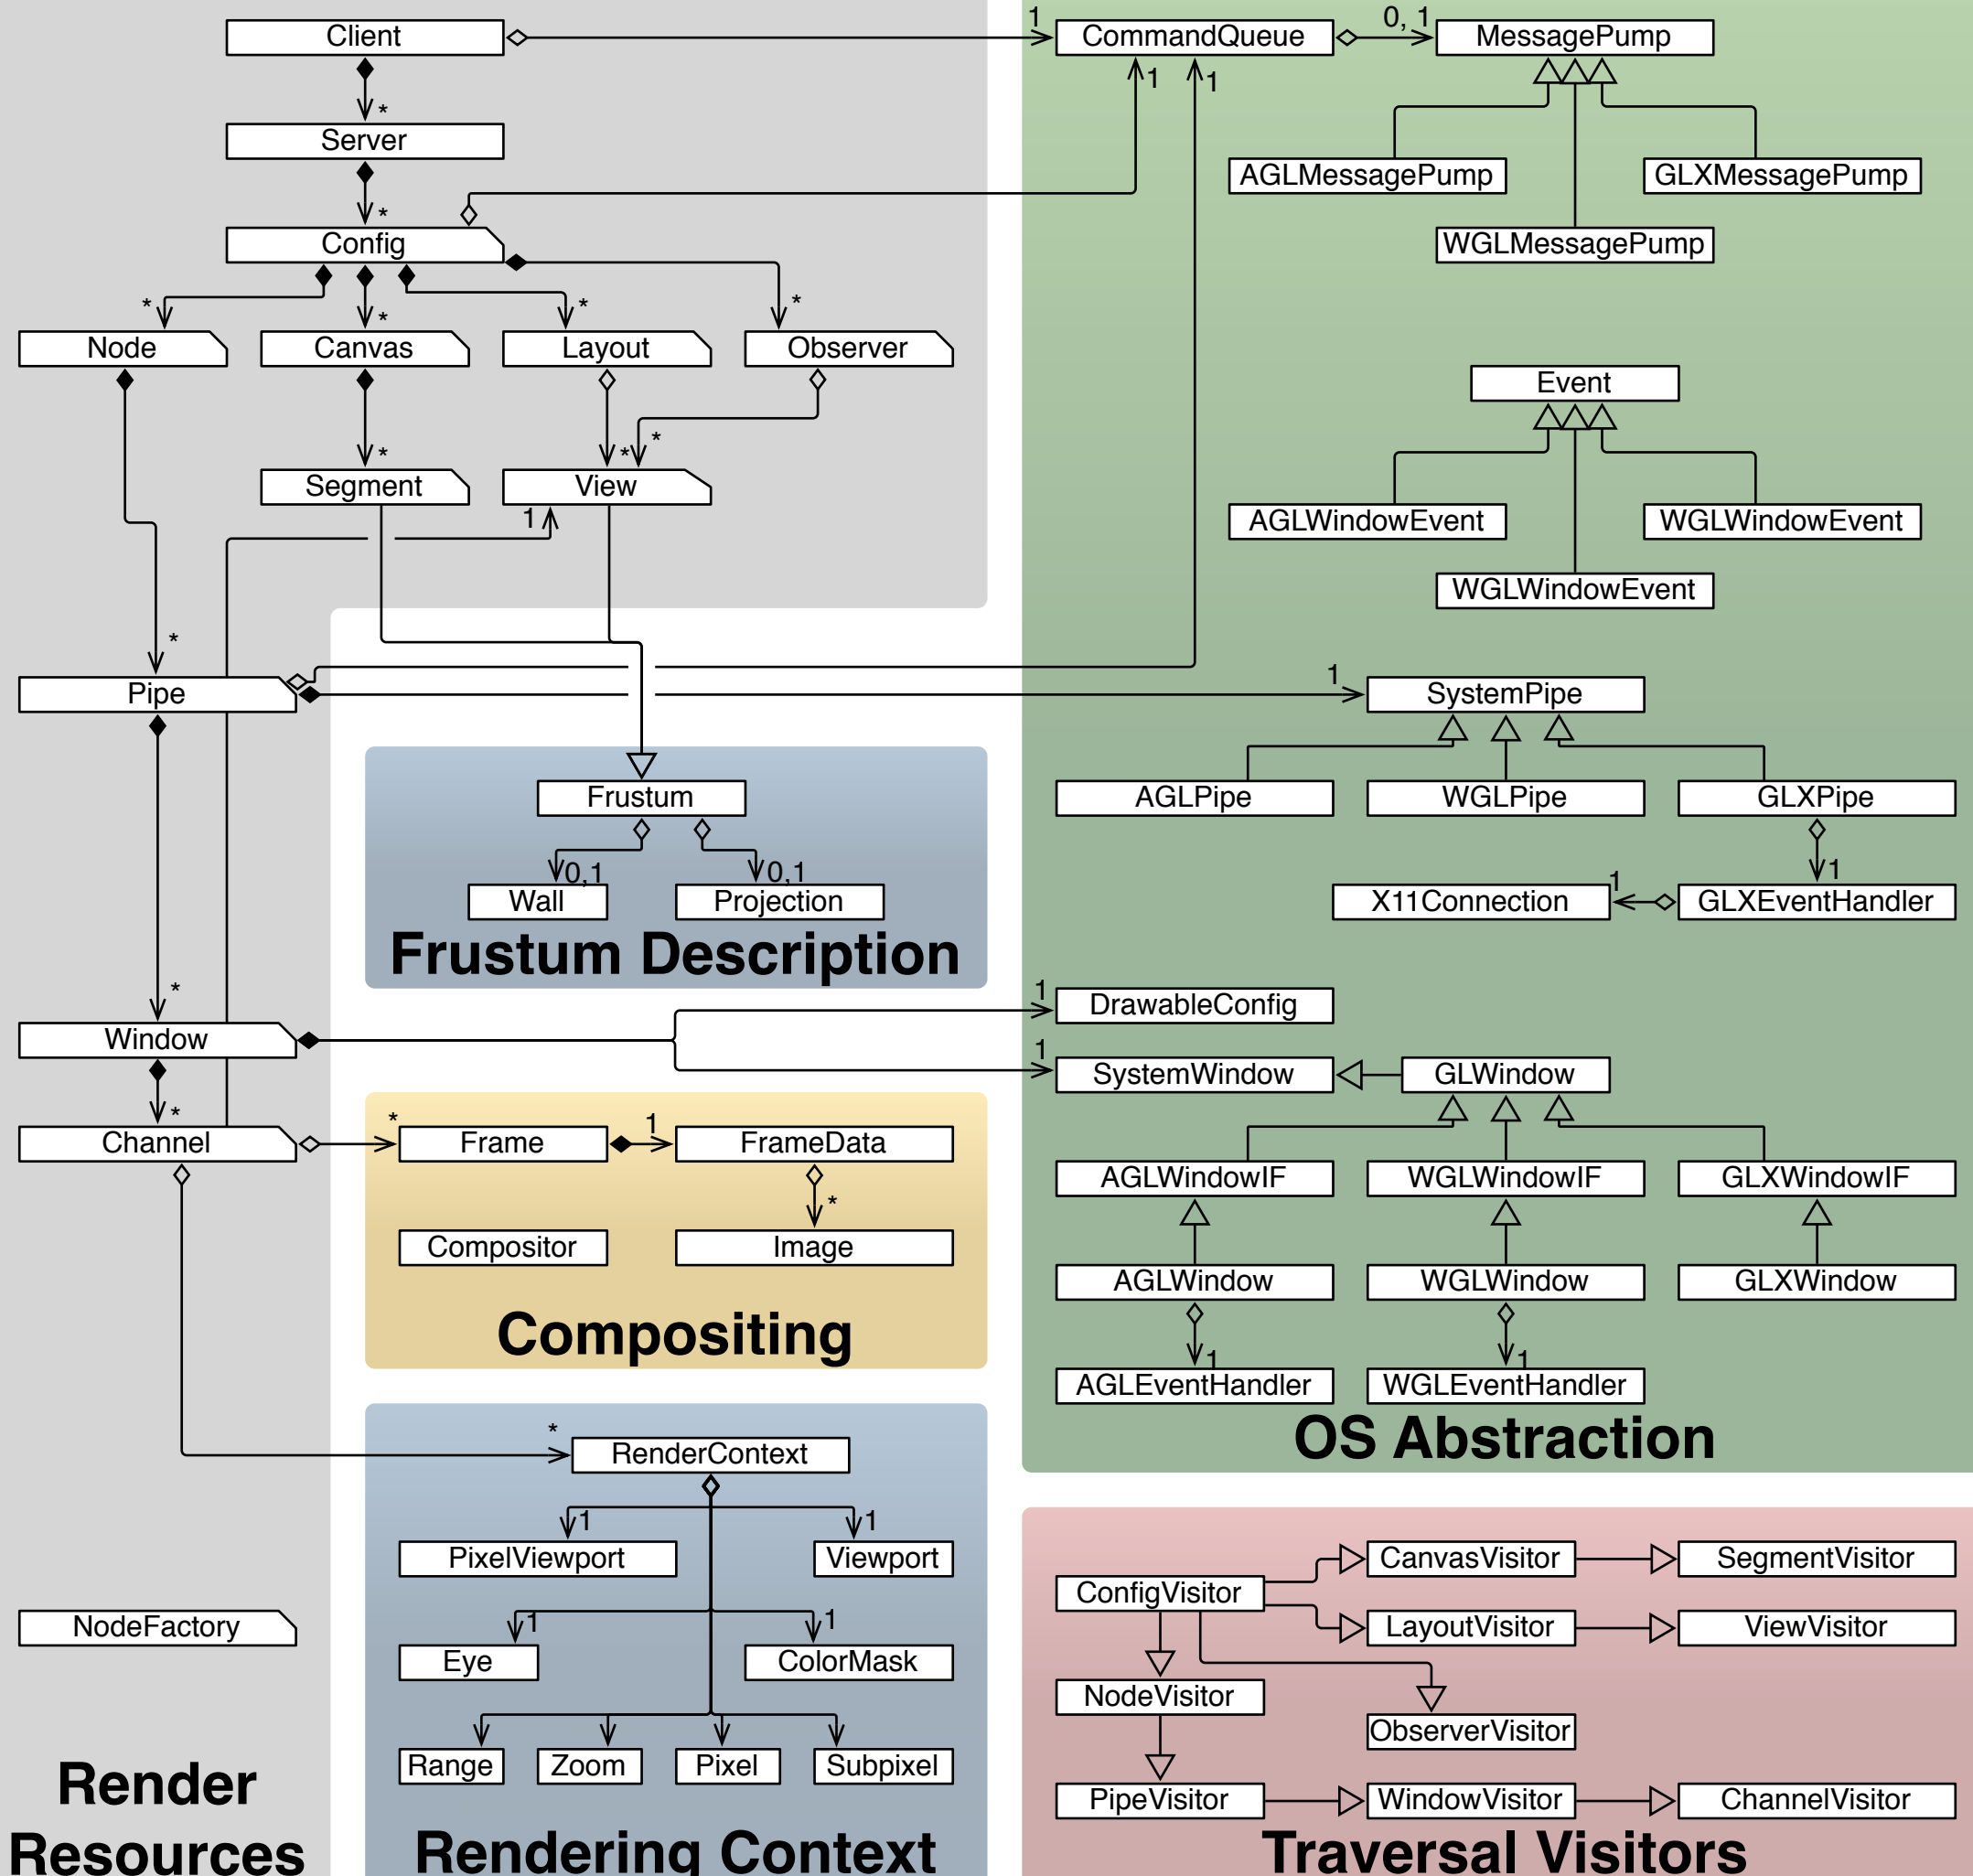 Client
1
CommandQueue
0, 1
MessagePump
*
1
1
Server
AGLMessagePump
GLXMessagePump
*
Config
WGLMessagePump
*
*
*
*
Node
Canvas
Layout
Observer
Event
*
*
*
Segment
View
1
AGLWindowEvent
WGLWindowEvent
WGLWindowEvent
*
Pipe
1
SystemPipe
Frustum
AGLPipe
WGLPipe
GLXPipe
0,1
0,1
1
Wall
Projection
X11Connection
1
GLXEventHandler
Frustum Description
*
1
DrawableConfig
Window
1
SystemWindow
GLWindow
*
Channel
*
Frame
1
FrameData
AGLWindowIF
WGLWindowIF
GLXWindowIF
*
Compositor
Image
AGLWindow
WGLWindow
GLXWindow
Compositing
1
1
AGLEventHandler
WGLEventHandler
OS Abstraction
*
RenderContext
1
1
PixelViewport
Viewport
CanvasVisitor
SegmentVisitor
ConfigVisitor
NodeFactory
1
1
LayoutVisitor
ViewVisitor
Eye
ColorMask
NodeVisitor
ObserverVisitor
Range
Zoom
Pixel
Subpixel
PipeVisitor
WindowVisitor
ChannelVisitor
Render
Resources
Rendering Context
Traversal Visitors